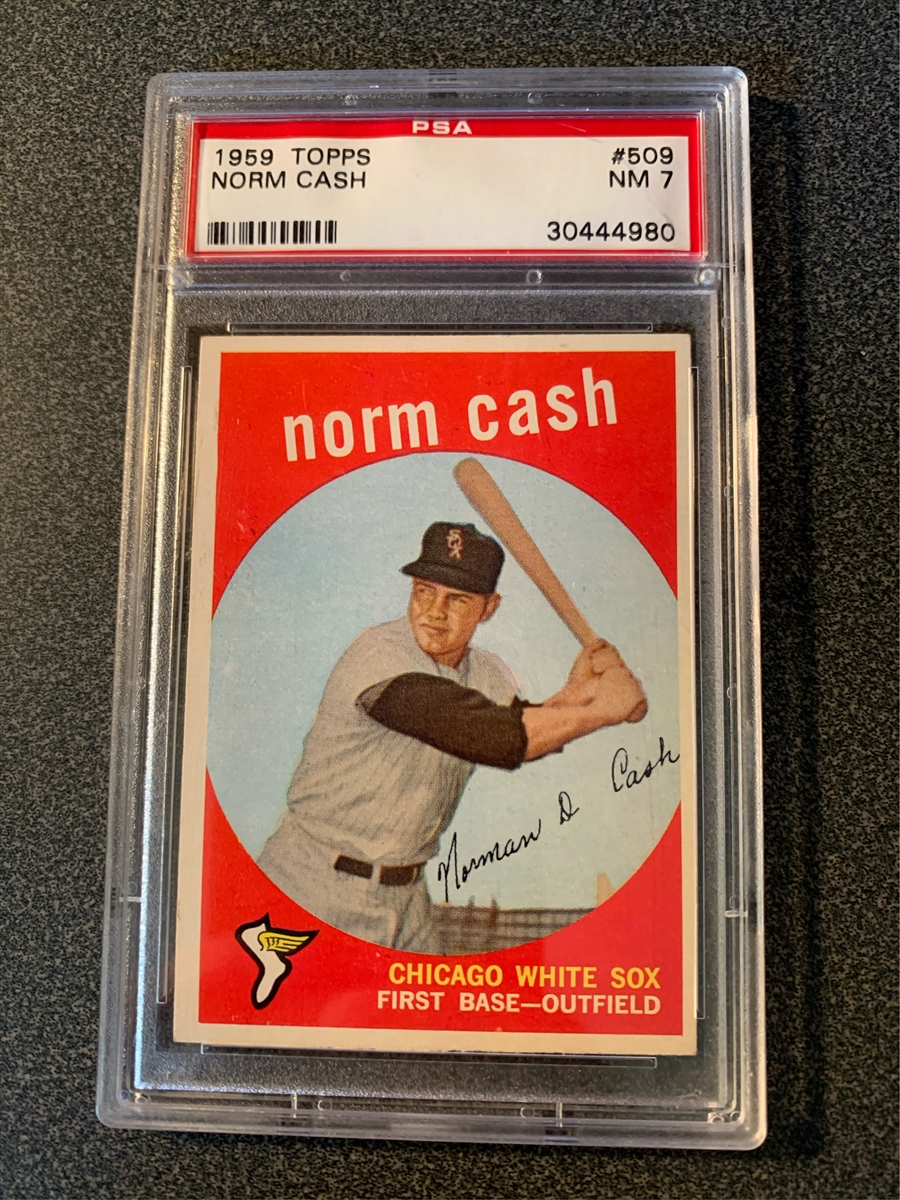 PSA
1959 TOPPS #509
NORM CASH NM 7
30444980
norm cash
SOX
Norman D Cash
CHICAGO WHITE SOX
FIRST BASE—OUTFIELD